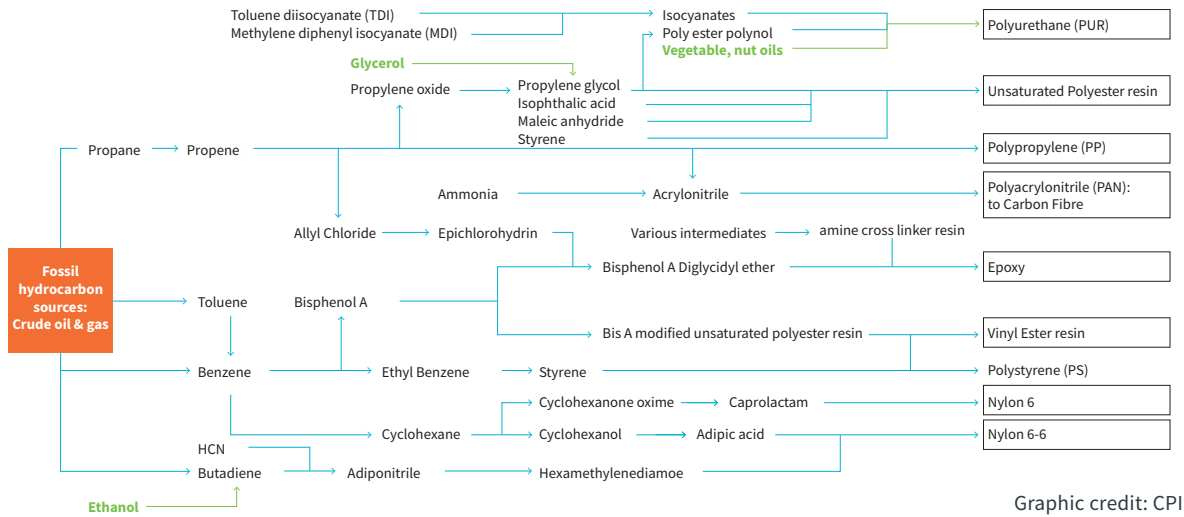 Toluene diisocyanate (TDI)
Methylene diphenyl isocyanate (MDI)
Isocyanates
Poly ester polynol
Vegetable, nut oils
Polyurethane (PUR)
Glycerol
Propylene oxide
Propylene glycol
Isophthalic acid
Maleic anhydride
Styrene
Unsaturated Polyester resin
Propane
Propene
Polypropylene (PP)
Ammonia
Acrylonitrile
Polyacrylonitrile (PAN):
to Carbon Fibre
Allyl Chloride
Epichlorohydrin
Various intermediates
amine cross linker resin
Bisphenol A Diglycidyl ether
Epoxy
Fossil
hydrocarbon
sources:
Crude oil & gas
Toluene
Bisphenol A
Bis A modified unsaturated polyester resin
Vinyl Ester resin
Benzene
Ethyl Benzene
Styrene
Polystyrene (PS)
Cyclohexanone oxime
Caprolactam
Nylon 6
Cyclohexane
Cyclohexanol
Adipic acid
Nylon 6-6
HCN
Butadiene
Adiponitrile
Hexamethylenediamoe
Ethanol
Graphic credit: CPI